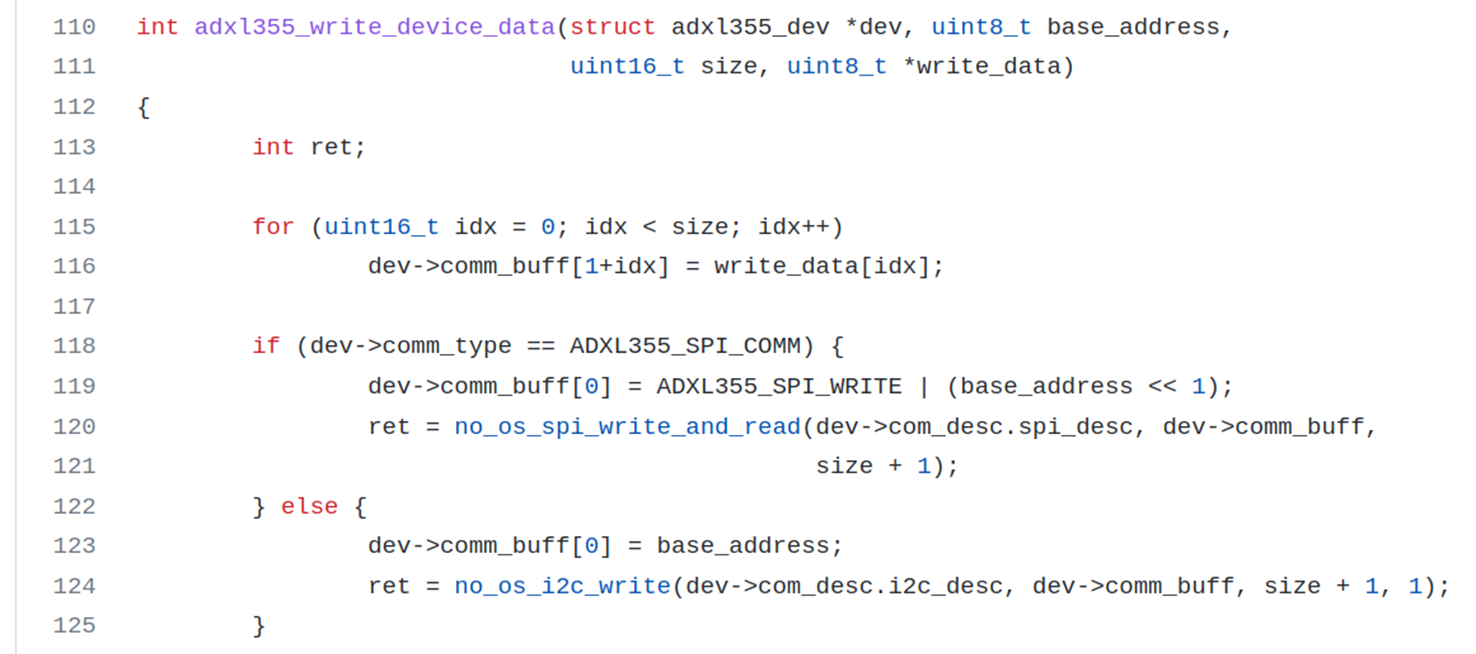 110 int adxl355_write_device_data(struct adxl355_dev *dev, uint8_t base_address,
111 uint16_t size, uint8_t *write_data)
112 {
113 int ret;
114
115 for (uint16_t idx = 0; idx < size; idx++)
116 dev->comm_buff[1+idx] = write_data[idx];
117
118 if (dev->comm_type == ADXL355_SPI_COMM) {
119 dev->comm_buff[0] = ADXL355_SPI_WRITE | (base_address << 1);
120 ret = no_os_spi_write_and_read(dev->com_desc.spi_desc, dev->comm_buff,
121 size + 1);
122 } else {
123 dev->comm_buff[0] = base_address;
124 ret = no_os_i2c_write(dev->com_desc.i2c_desc, dev->comm_buff, size + 1, 1);
125 }